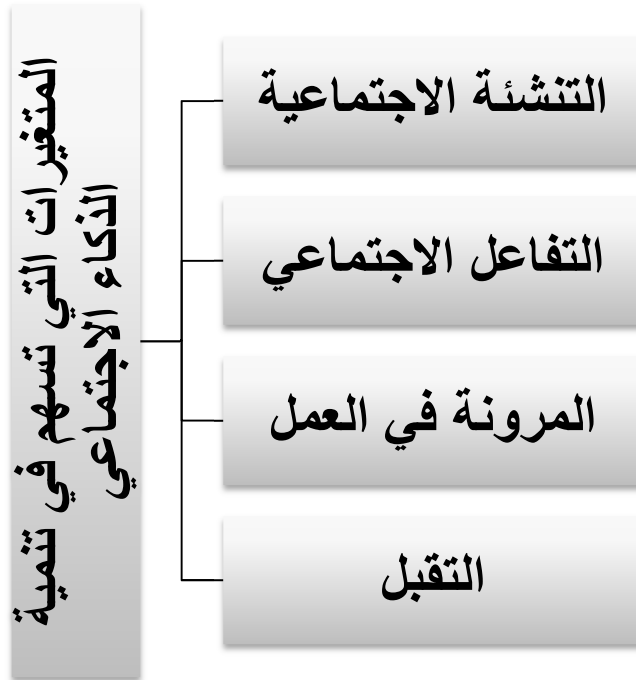 المتغيرات التي تسهم في تنمية
الذكاء الاجتماعي
التنشئة الاجتماعية
التفاعل الاجتماعي
المرونة في العمل
التقبل